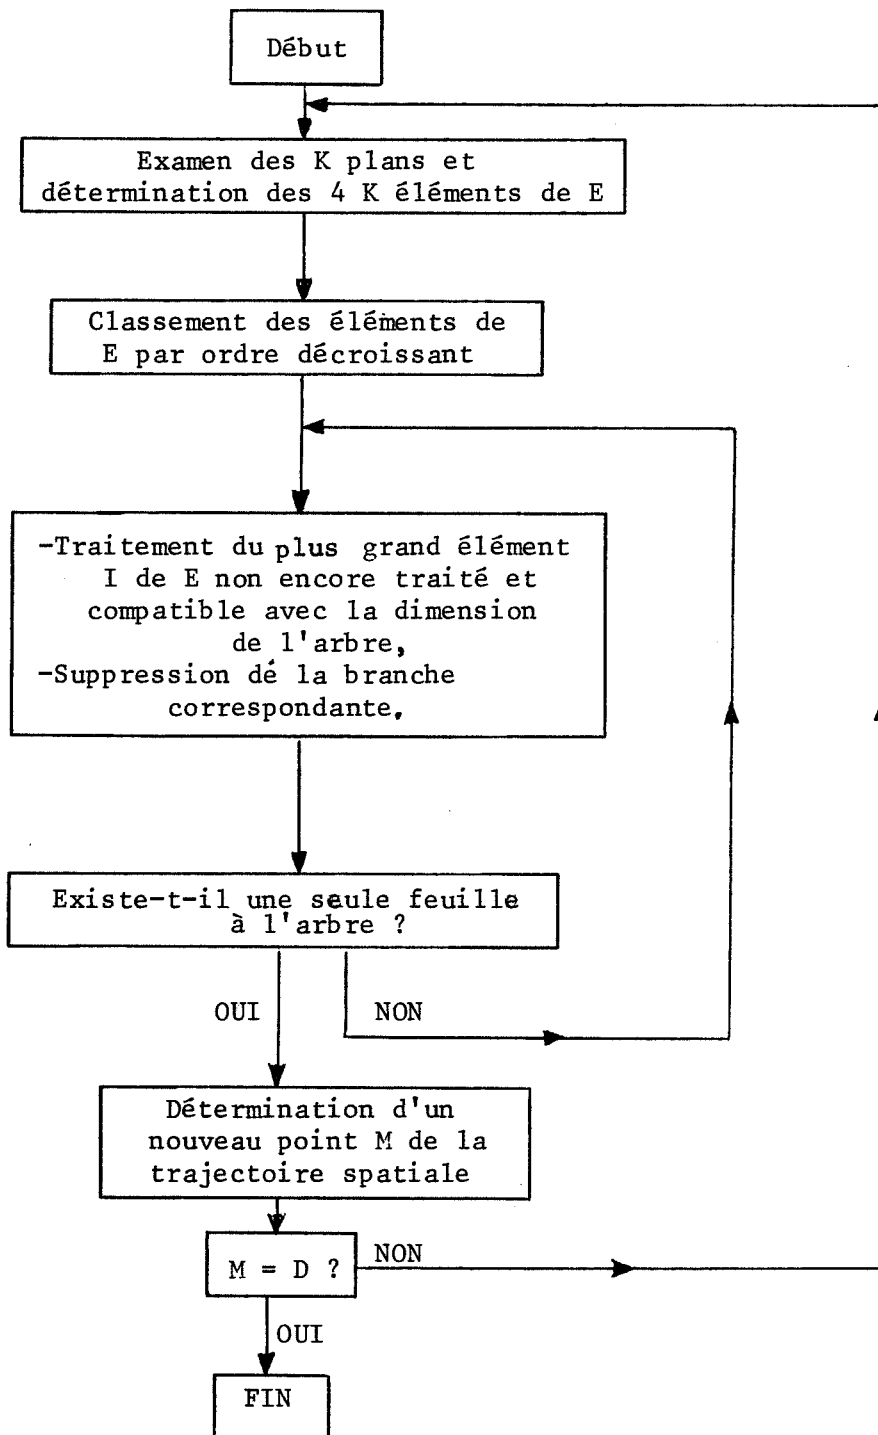 Début
Examen des K plans et
détermination des 4 K éléments de E
Classement des éléments de
E par ordre décroissant
-Traitement du plus grand élément
I de E non encore traité et
compatible avec la dimension
de l'arbre,
-Suppression dé la branche
correspondante.
Existe-t-il une seule feuille
à l'arbre ?
OUI
NON
Détermination d'un
nouveau point M de la
trajectoire spatiale
M = D ?
NON
OUI
FIN